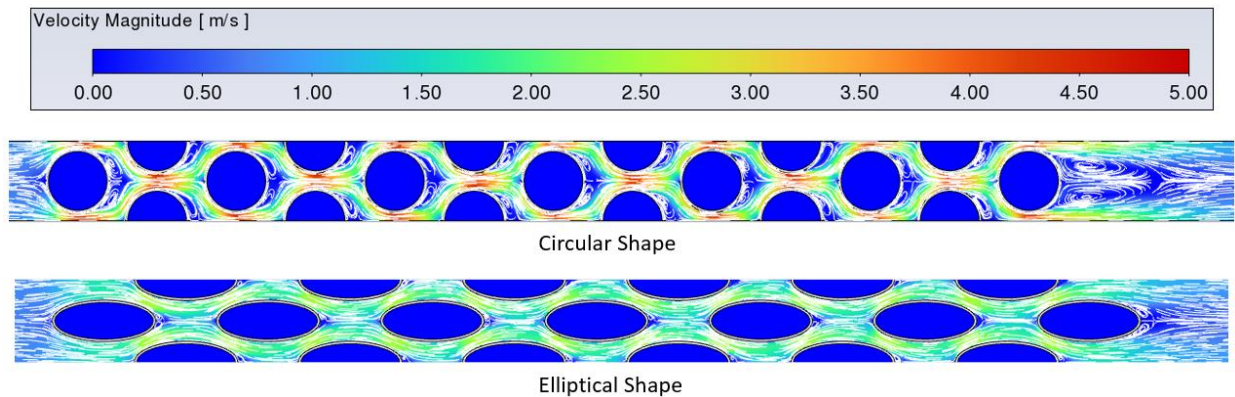 Velocity Magnitude [ m/s ]
0.00 0.50 1.00 1.50 2.00 2.50 3.00 3.50 4.00 4.50 5.00
Circular Shape
Elliptical Shape